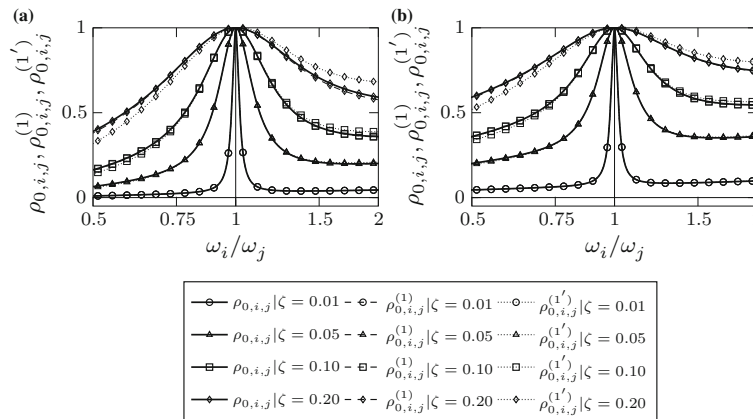 (a)
(b)
ρ0,i,j, ρ(1)0,i,j, ρ(1′)0,i,j
ρ0,i,j, ρ(1)0,i,j, ρ(1′)0,i,j
1
0.5
0
1
0.5
0
0.5 0.75 1 1.5 2
0.5 0.75 1 1.5
ωi/ωj
ωi/ωj
ρ0,i,j|ζ = 0.01 ρ(1)0,i,j|ζ = 0.01 ρ(1′)0,i,j|ζ = 0.01
ρ0,i,j|ζ = 0.05 ρ(1)0,i,j|ζ = 0.05 ρ(1′)0,i,j|ζ = 0.05
ρ0,i,j|ζ = 0.10 ρ(1)0,i,j|ζ = 0.10 ρ(1′)0,i,j|ζ = 0.10
ρ0,i,j|ζ = 0.20 ρ(1)0,i,j|ζ = 0.20 ρ(1′)0,i,j|ζ = 0.20